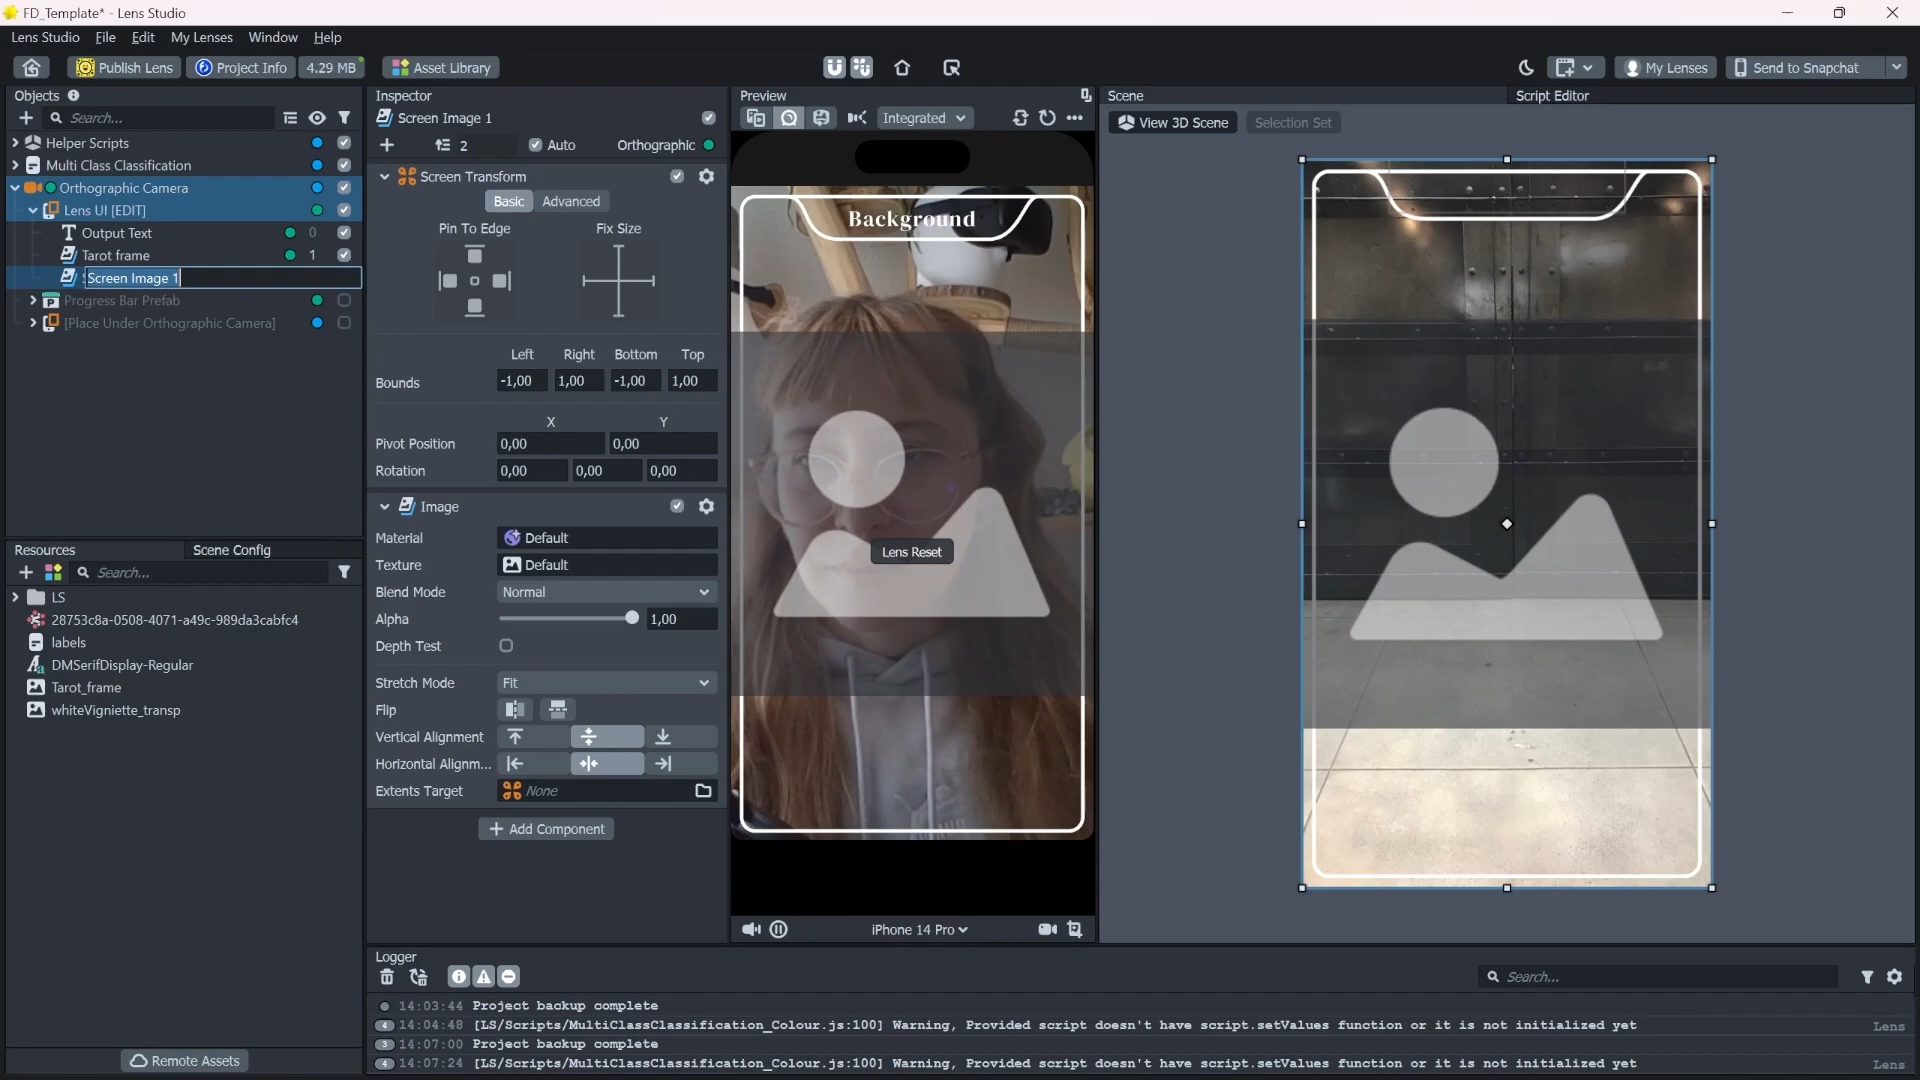 FD_Template* - Lens Studio
Lens Studio File Edit My Lenses Window Help
Publish Lens Project Info 4.29 MB Asset Library My Lenses Send to Snapchat
Objects
Search...
Helper Scripts
Multi Class Classification
Orthographic Camera
Lens UI [EDIT]
Output Text 0
Tarot frame 1
Screen Image 1
Progress Bar Prefab
[Place Under Orthographic Camera]
Resources Scene Config
Search...
LS
28753c8a-0508-4071-a49c-989da3cabfc4
labels
DMSerifDisplay-Regular
Tarot_frame
whiteVigniette_transp
Remote Assets
Inspector
Screen Image 1
2 Auto Orthographic
Screen Transform
Basic Advanced
Pin To Edge Fix Size
Left Right Bottom Top
Bounds -1,00 1,00 -1,00 1,00
X Y
Pivot Position 0,00 0,00
Rotation 0,00 0,00 0,00
Image
Material Default
Texture Default
Blend Mode Normal
Alpha 1,00
Depth Test
Stretch Mode Fit
Flip
Vertical Alignment
Horizontal Alignm...
Extents Target None
Add Component
Preview
Integrated
Background
Lens Reset
iPhone 14 Pro
Scene Script Editor
View 3D Scene Selection Set
Logger
Search...
14:03:44 Project backup complete
4 14:04:48 [LS/Scripts/MultiClassClassification_Colour.js:100] Warning, Provided script doesn't have script.setValues function or it is not initialized yet Lens
3 14:07:00 Project backup complete
4 14:07:24 [LS/Scripts/MultiClassClassification_Colour.js:100] Warning, Provided script doesn't have script.setValues function or it is not initialized yet Lens